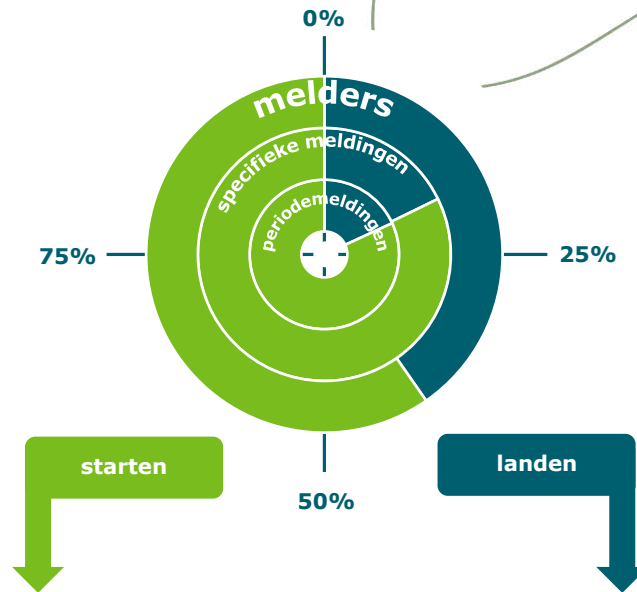 0%
melders
specifieke meldingen
periodemeldingen
75%
25%
starten
landen
50%